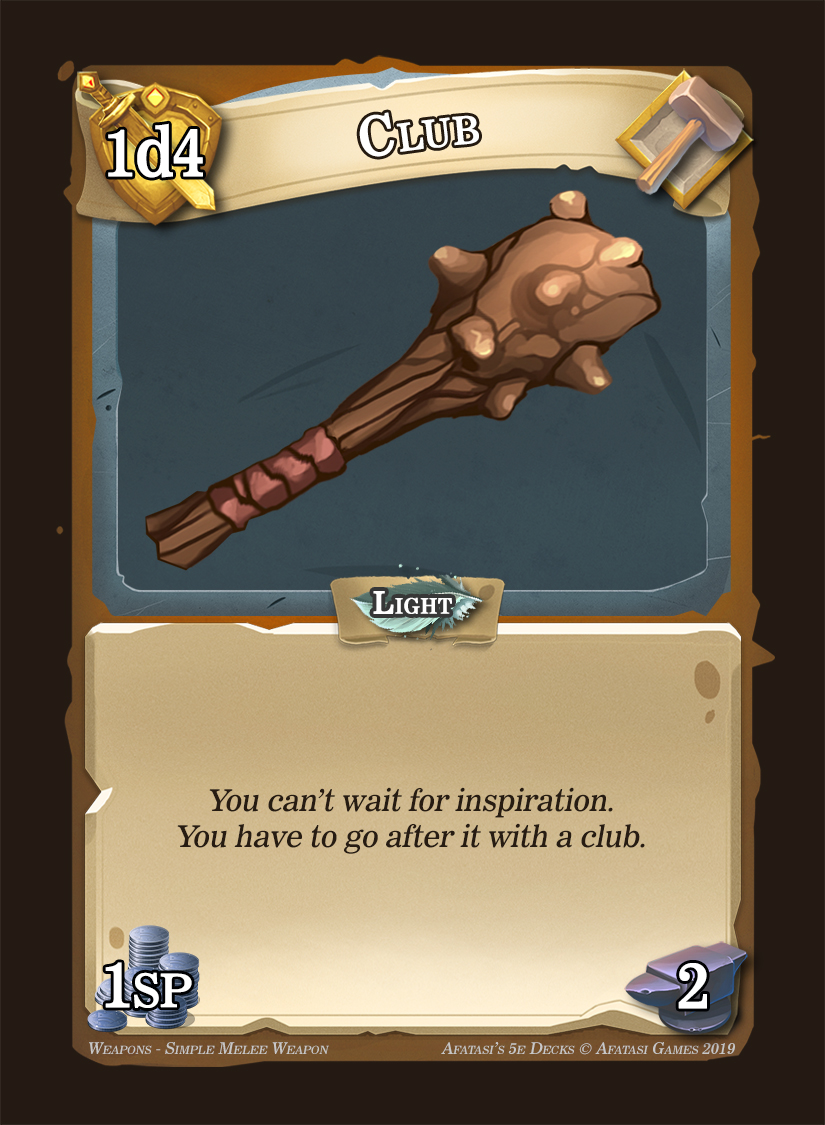 1d4
Club
Light
You can't wait for inspiration.
You have to go after it with a club.
1SP
2
Weapons - Simple Melee Weapon
Afatasi's 5e Decks © Afatasi Games 2019